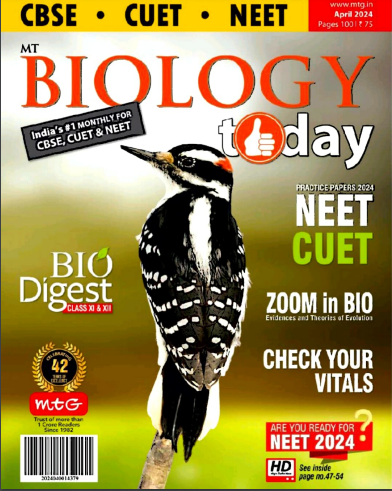 CBSE • CUET • NEET
www.mtg.in
April 2024
Pages 100 | ₹ 75
MT
BIOLOGY
today
India's #1 MONTHLY FOR
CBSE, CUET & NEET
PRACTICE PAPERS 2024
NEET
CUET
BIO
Digest
CLASS XI & XII
ZOOM in BIO
Evidences and Theories of Evolution
CHECK YOUR
VITALS
42
mtG
Trust of more than
1 Crore Readers
Since 1982
ARE YOU READY FOR
NEET 2024 ?
HD
See inside
page no.47-54
2024040014379